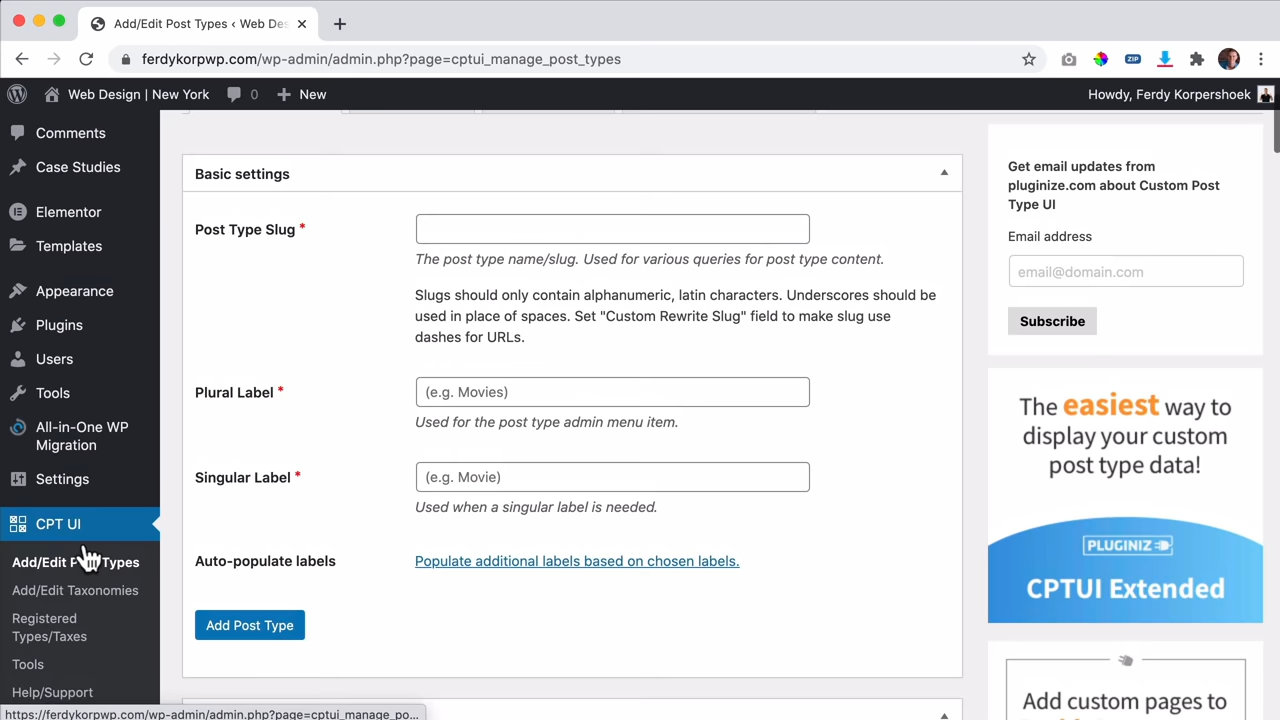 Add/Edit Post Types ‹ Web Des
ferdykorpwp.com/wp-admin/admin.php?page=cptui_manage_post_types
ZIP
Web Design | New York
0
New
Howdy, Ferdy Korpershoek
Comments
Case Studies
Elementor
Templates
Appearance
Plugins
Users
Tools
All-in-One WP
Migration
Settings
CPT UI
Add/Edit Types
Add/Edit Taxonomies
Registered
Types/Taxes
Tools
Help/Support
https://ferdykorpwp.com/wp-admin/admin.php?page=cptui_manage_po...
Basic settings
Post Type Slug *
The post type name/slug. Used for various queries for post type content.
Slugs should only contain alphanumeric, latin characters. Underscores should be
used in place of spaces. Set "Custom Rewrite Slug" field to make slug use
dashes for URLs.
Plural Label *
(e.g. Movies)
Used for the post type admin menu item.
Singular Label *
(e.g. Movie)
Used when a singular label is needed.
Auto-populate labels
Populate additional labels based on chosen labels.
Add Post Type
Get email updates from
pluginize.com about Custom Post
Type UI
Email address
email@domain.com
Subscribe
The easiest way to
display your custom
post type data!
PLUGINIZ
CPTUI Extended
Add custom pages to